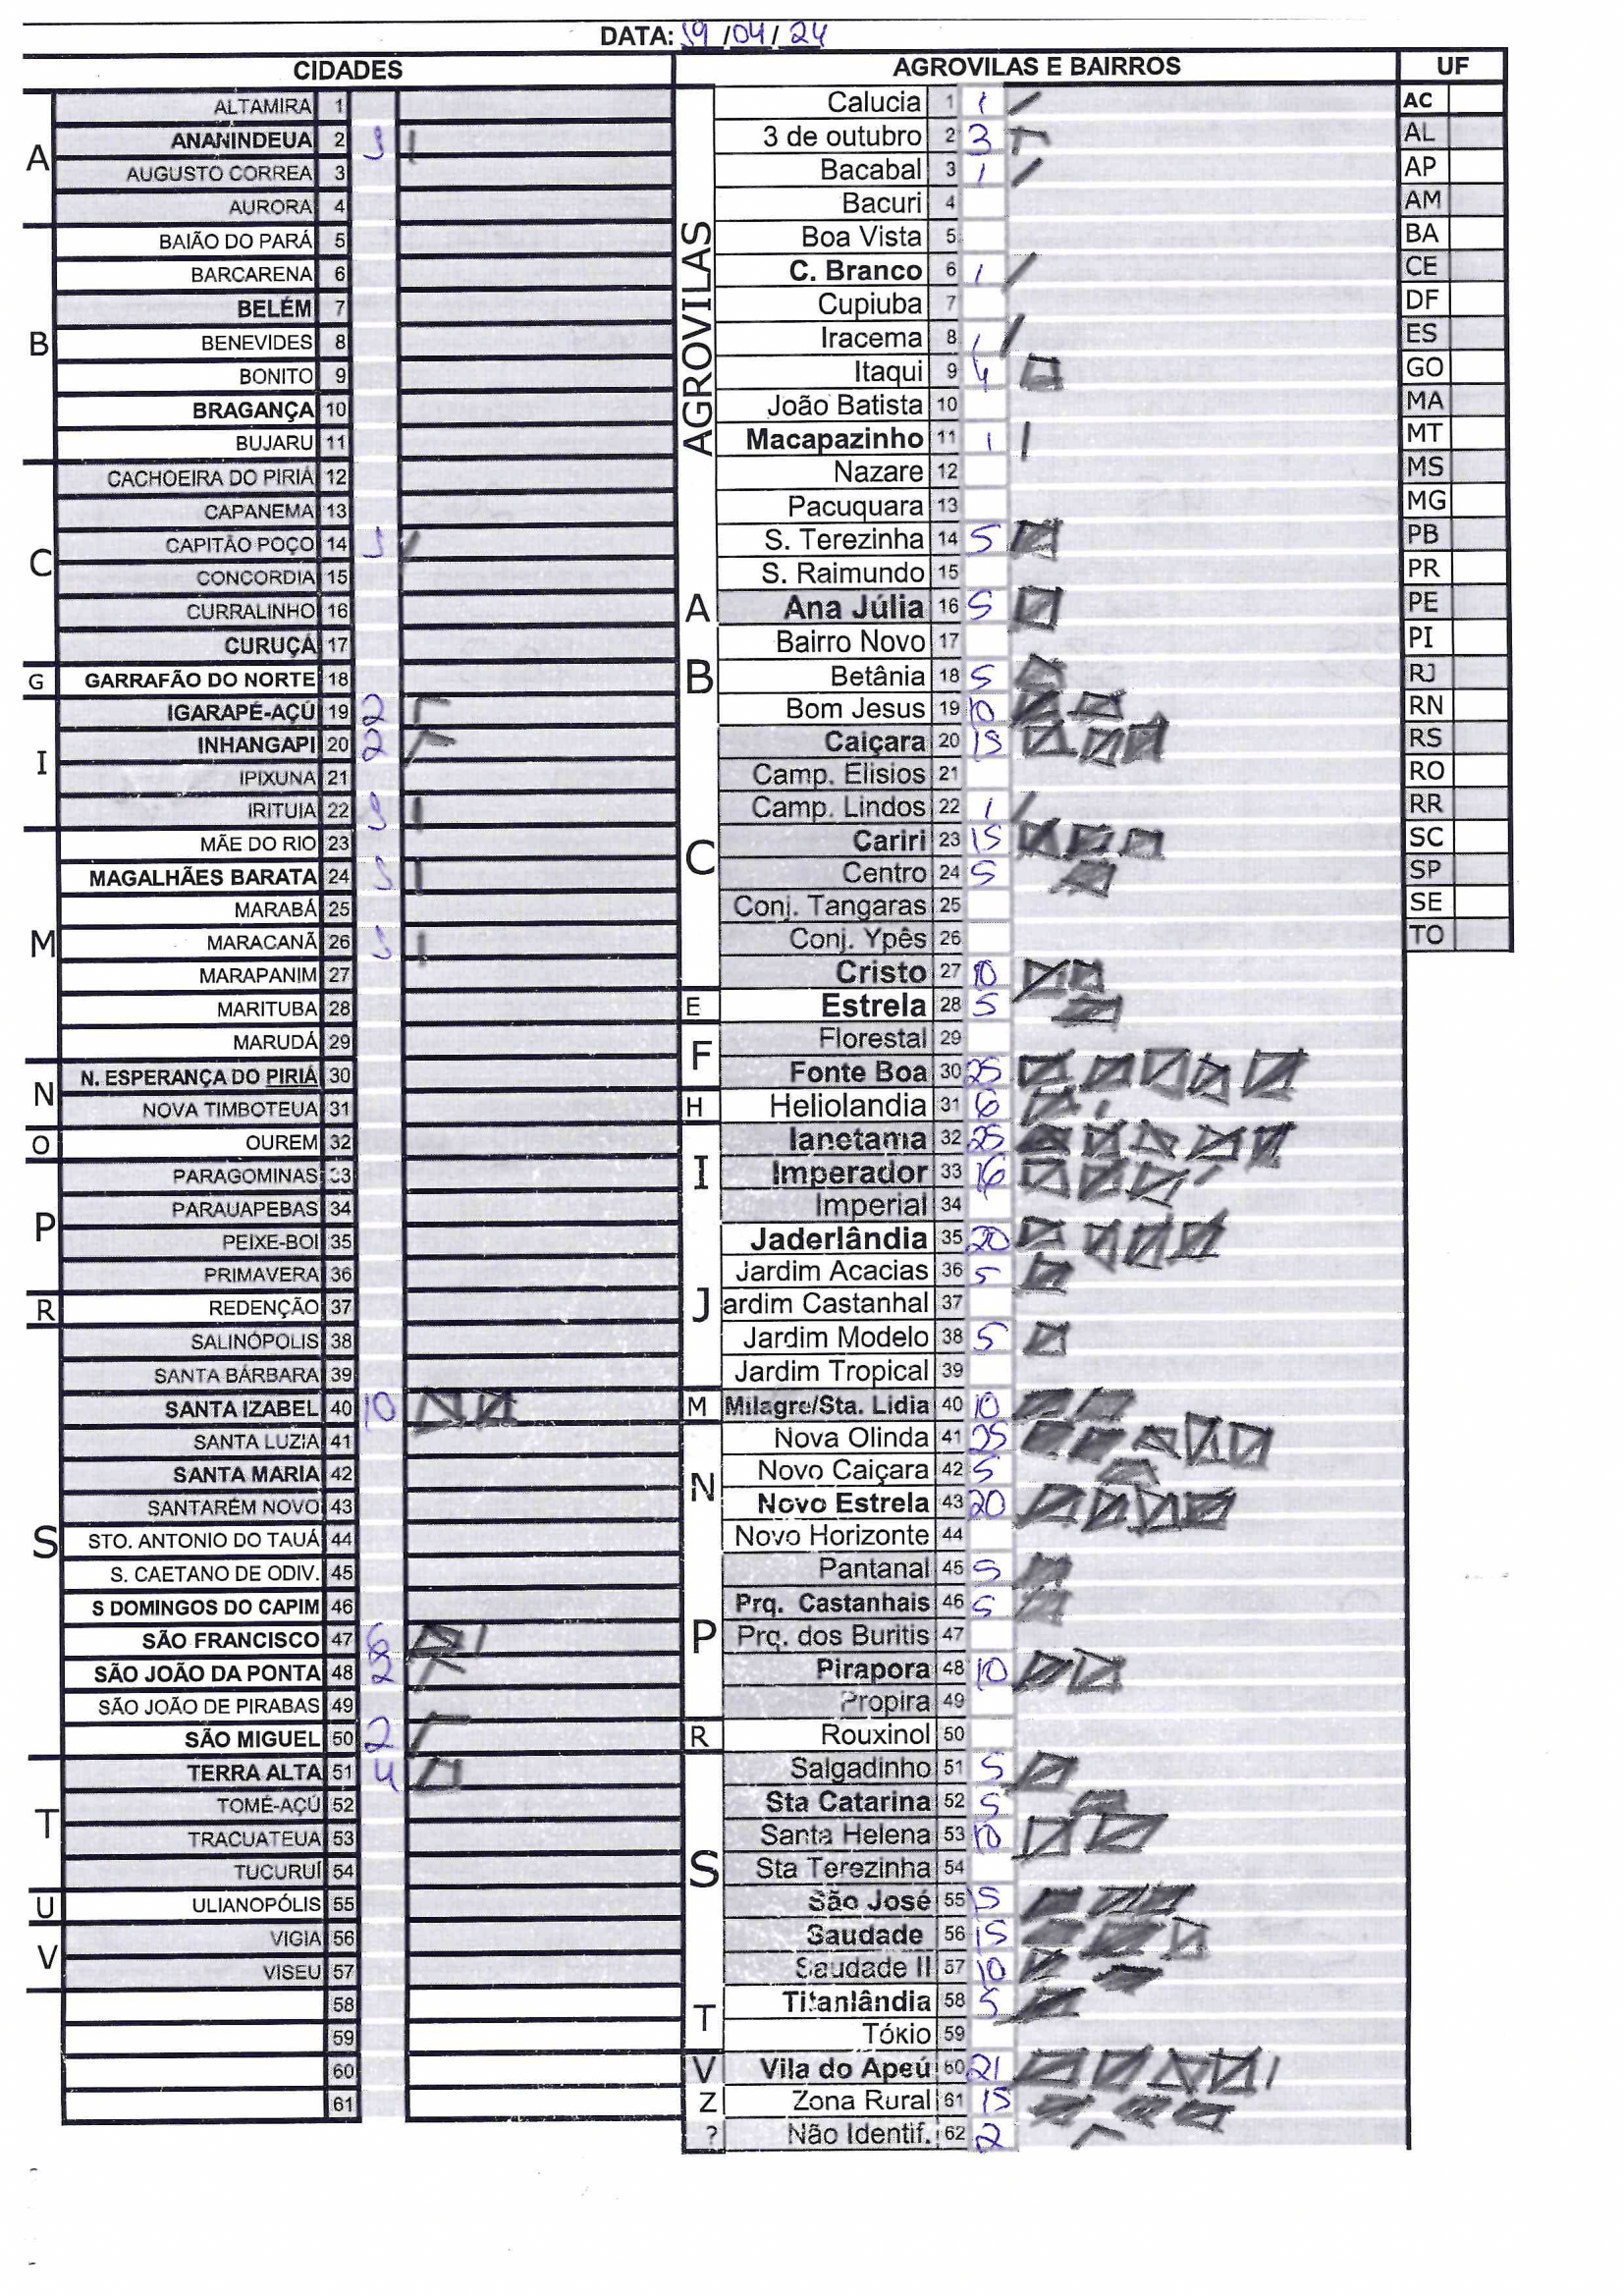 DATA: 19/04/24
CIDADES
A
ALTAMIRA 1
ANANINDEUA 2 1
AUGUSTO CORREA 3
AURORA 4
B
BAIÃO DO PARÁ 5
BARCARENA 6
BELÉM 7
BENEVIDES 8
BONITO 9
BRAGANÇA 10
BUJARU 11
C
CACHOEIRA DO PIRIÁ 12
CAPANEMA 13
CAPITÃO POÇO 14 1
CONCORDIA 15
CURRALINHO 16
CURUÇÁ 17
G
GARRAFÃO DO NORTE 18
I
IGARAPÉ-AÇÚ 19 2
INHANGAPI 20 2
IPIXUNA 21
IRITUIA 22 1
M
MÃE DO RIO 23
MAGALHÃES BARATA 24 1
MARABÁ 25
MARACANÃ 26 1
MARAPANIM 27
MARITUBA 28
MARUDÁ 29
N
N. ESPERANÇA DO PIRIÁ 30
NOVA TIMBOTEUA 31
O
OUREM 32
P
PARAGOMINAS 33
PARAUAPEBAS 34
PEIXE-BOI 35
PRIMAVERA 36
R
REDENÇÃO 37
S
SALINÓPOLIS 38
SANTA BÁRBARA 39
SANTA IZABEL 40 10
SANTA LUZIA 41
SANTA MARIA 42
SANTARÉM NOVO 43
STO. ANTONIO DO TAUÁ 44
S. CAETANO DE ODIV. 45
S DOMINGOS DO CAPIM 46
SÃO FRANCISCO 47 6
SÃO JOÃO DA PONTA 48 2
SÃO JOÃO DE PIRABAS 49
SÃO MIGUEL 50 2
T
TERRA ALTA 51 4
TOMÉ-AÇÚ 52
TRACUATEUA 53
TUCURUÍ 54
U
ULIANOPÓLIS 55
V
VIGIA 56
VISEU 57
58
59
60
61
AGROVILAS E BAIRROS
AGROVILAS
Calucia 1 1
3 de outubro 2 3
Bacabal 3 1
Bacuri 4
Boa Vista 5
C. Branco 6 1
Cupiuba 7
Iracema 8 1
Itaqui 9 4
João Batista 10
Macapazinho 11 1
Nazare 12
Pacuquara 13
S. Terezinha 14 5
S. Raimundo 15
A
Ana Júlia 16 5
B
Bairro Novo 17
Betânia 18 5
Bom Jesus 19 10
C
Caiçara 20 15
Camp. Elisios 21
Camp. Lindos 22 1
Cariri 23 15
Centro 24 5
Conj. Tangaras 25
Conj. Ypês 26
Cristo 27 10
E
Estrela 28 5
F
Florestal 29
Fonte Boa 30 25
H
Heliolandia 31 6
I
Ianetama 32 25
Imperador 33 16
Imperial 34
J
Jaderlândia 35 20
Jardim Acacias 36 5
ardim Castanhal 37
Jardim Modelo 38 5
Jardim Tropical 39
M
Milagre/Sta. Lidia 40 10
N
Nova Olinda 41 25
Novo Caiçara 42 5
Novo Estrela 43 20
Novo Horizonte 44
P
Pantanal 45 5
Prq. Castanhais 46 5
Prq. dos Buritis 47
Pirapora 48 10
Propira 49
R
Rouxinol 50
S
Salgadinho 51 5
Sta Catarina 52 5
Santa Helena 53 10
Sta Terezinha 54
São José 55 15
Saudade 56 15
Saudade II 57 10
T
Titanlândia 58 5
Tókio 59
V
Vila do Apeú 60 21
Z
Zona Rural 61 15
?
Não Identif. 62 2
UF
AC
AL
AP
AM
BA
CE
DF
ES
GO
MA
MT
MS
MG
PB
PR
PE
PI
RJ
RN
RS
RO
RR
SC
SP
SE
TO